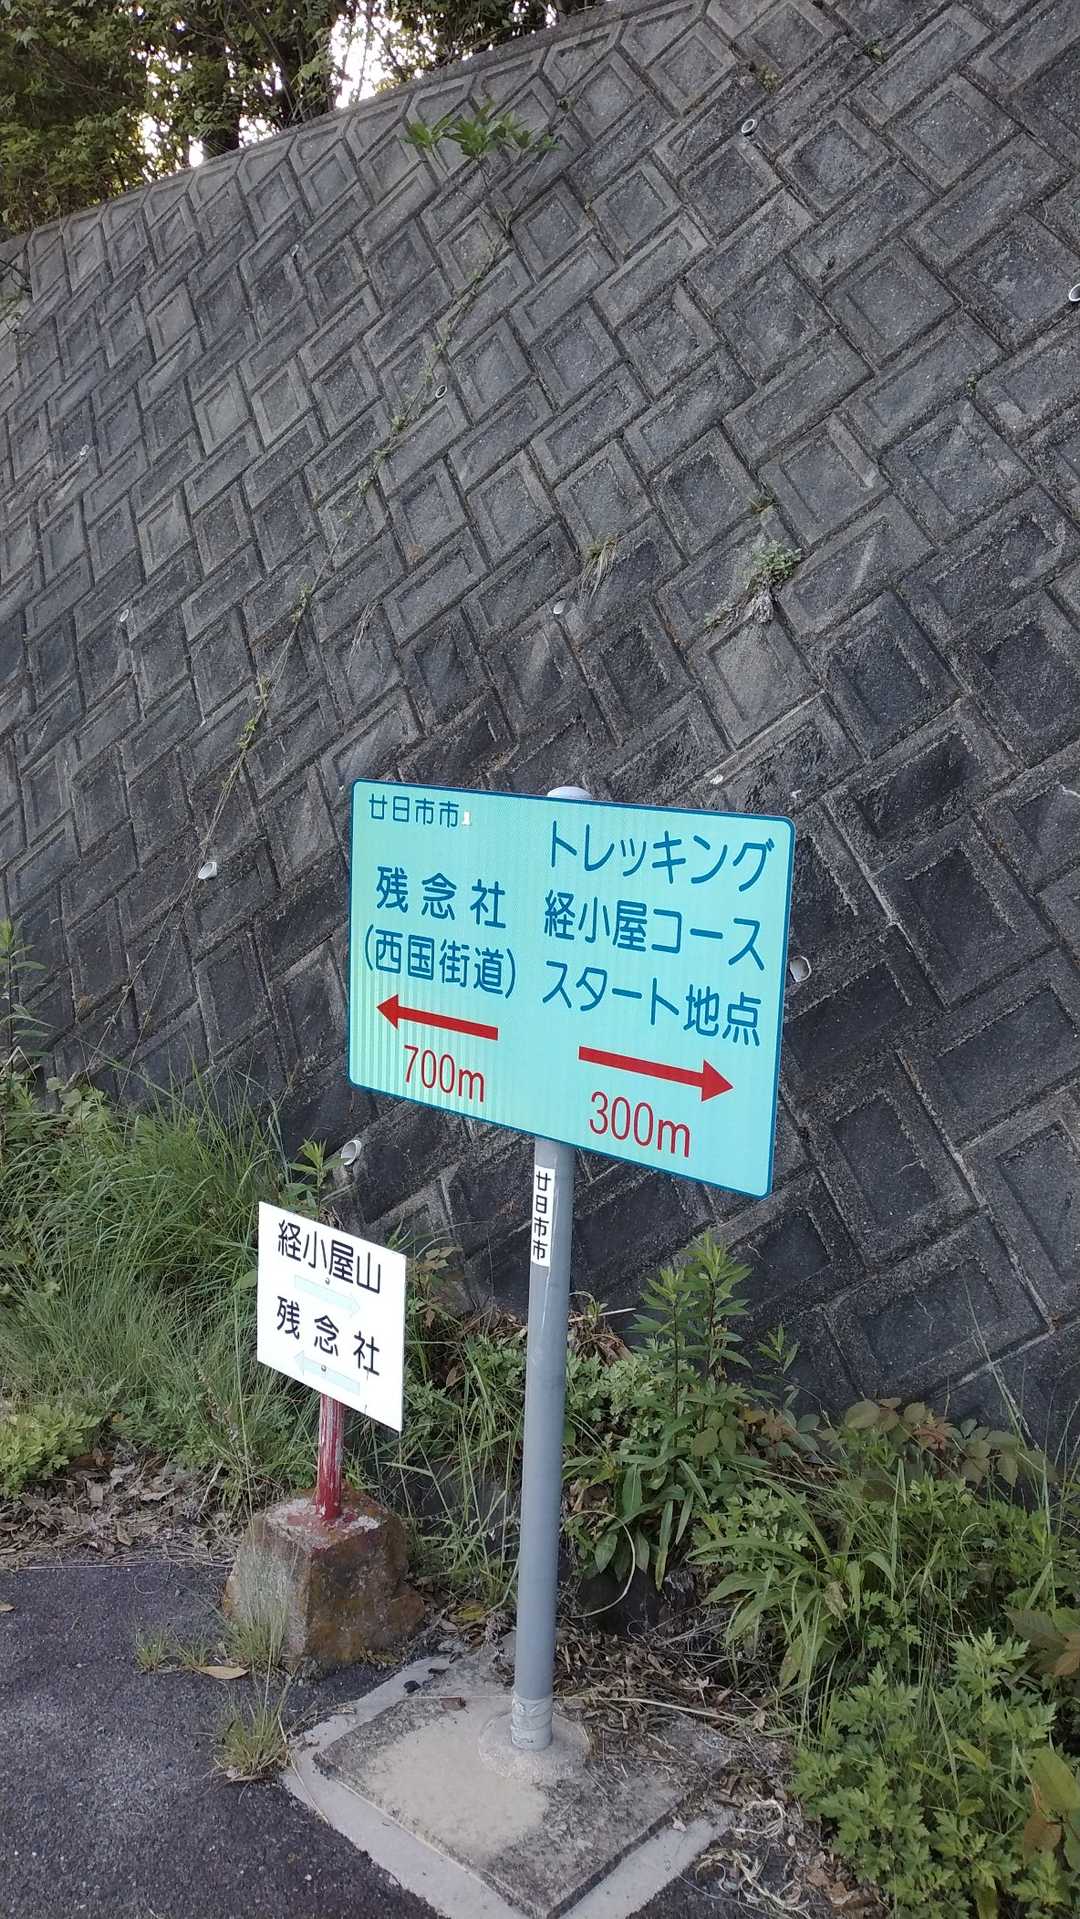 廿日市市
残念社
(西国街道)
700m
トレッキング
経小屋コース
スタート地点
300m
廿日市市
経小屋山
残念社